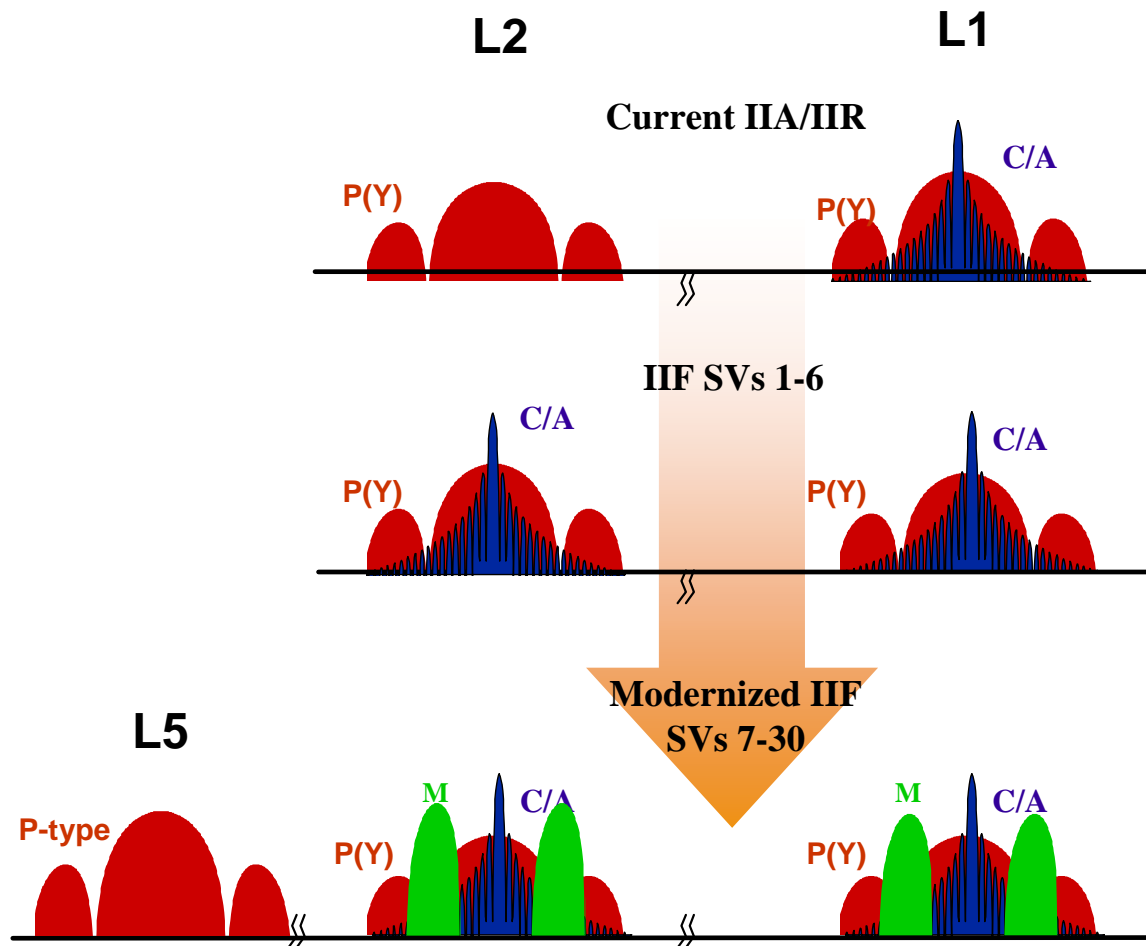 L2
L1
Current IIA/IIR
C/A
P(Y)
P(Y)
IIF SVs 1-6
C/A
C/A
P(Y)
P(Y)
Modernized IIF
SVs 7-30
L5
M
C/A
M
C/A
P-type
P(Y)
P(Y)